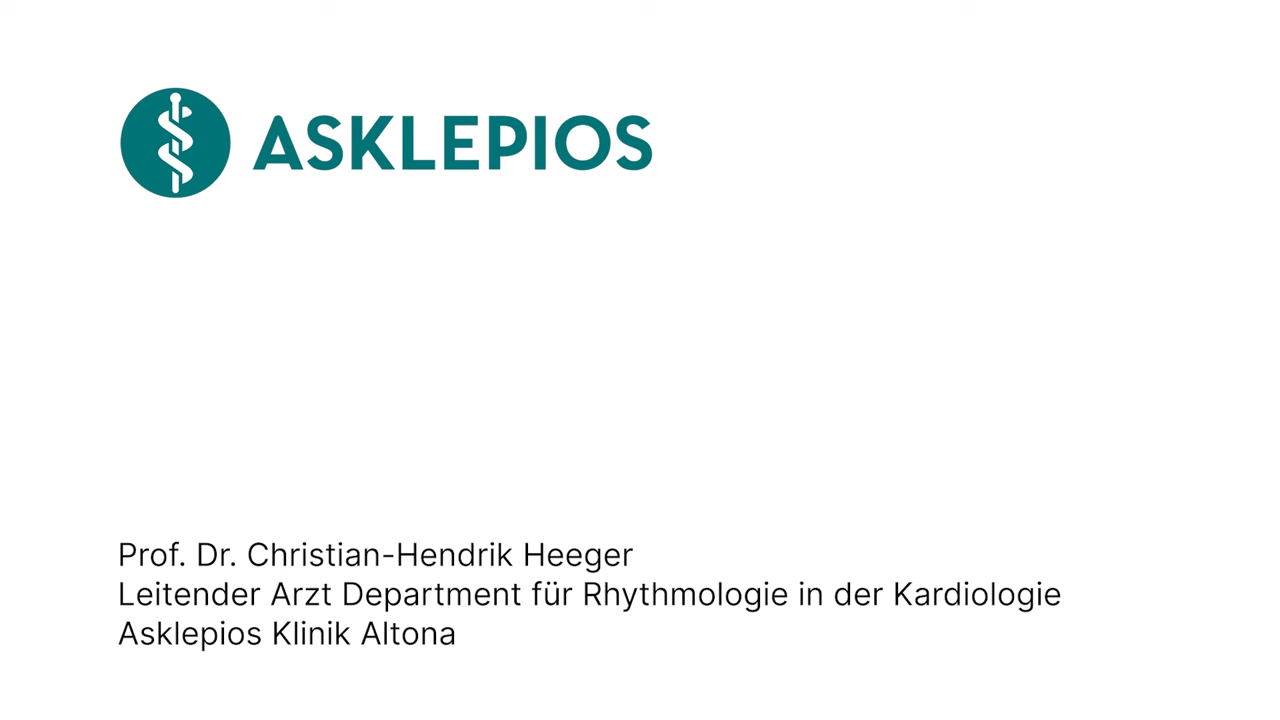 ASKLEPIOS
Prof. Dr. Christian-Hendrik Heeger
Leitender Arzt Department für Rhythmologie in der Kardiologie
Asklepios Klinik Altona